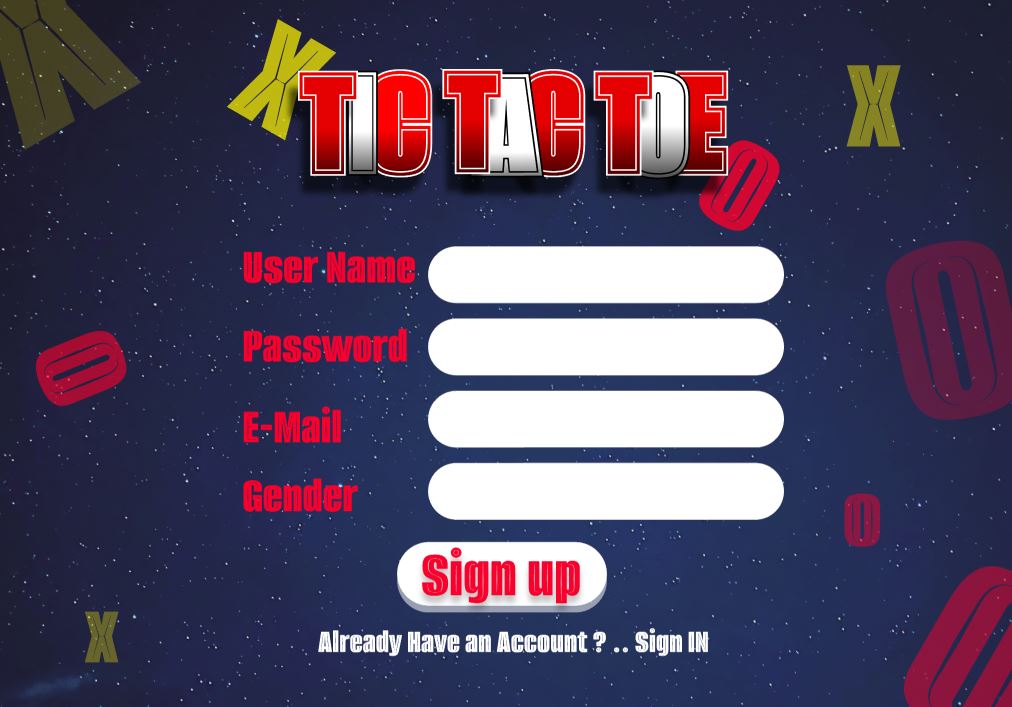 X
X
TIC TAC TOE
X
O
User Name
O
Password
O
E-Mail
Gender
O
Sign up
O
X
Already Have an Account ? .. Sign IN